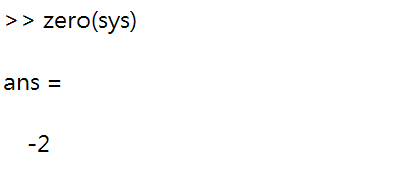 >> zero(sys)
ans =
-2